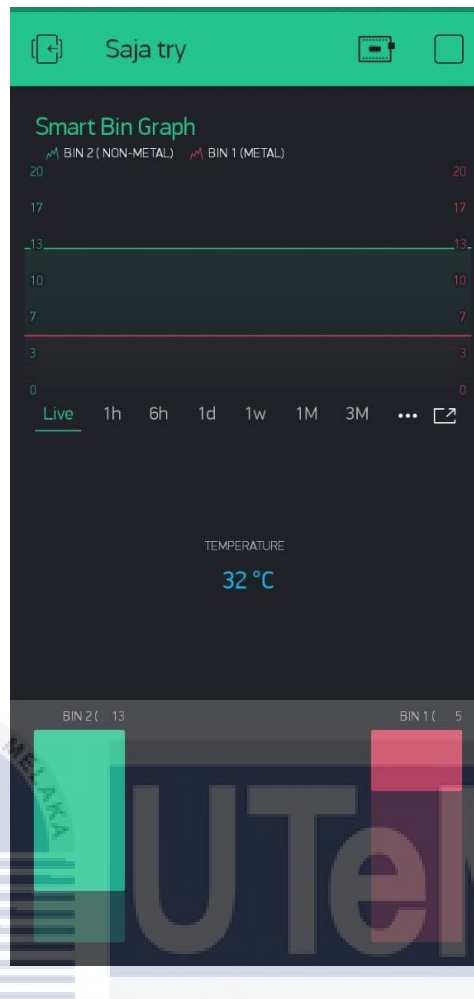 Saja try
Smart Bin Graph
BIN 2 ( NON-METAL) BIN 1 (METAL)
20 20
17 17
13 13
10 10
7 7
3 3
0 0
Live 1h 6h 1d 1w 1M 3M ...
TEMPERATURE
32 °C
BIN 2 (... 13 BIN 1 (... 5
MELAKA
UTeM